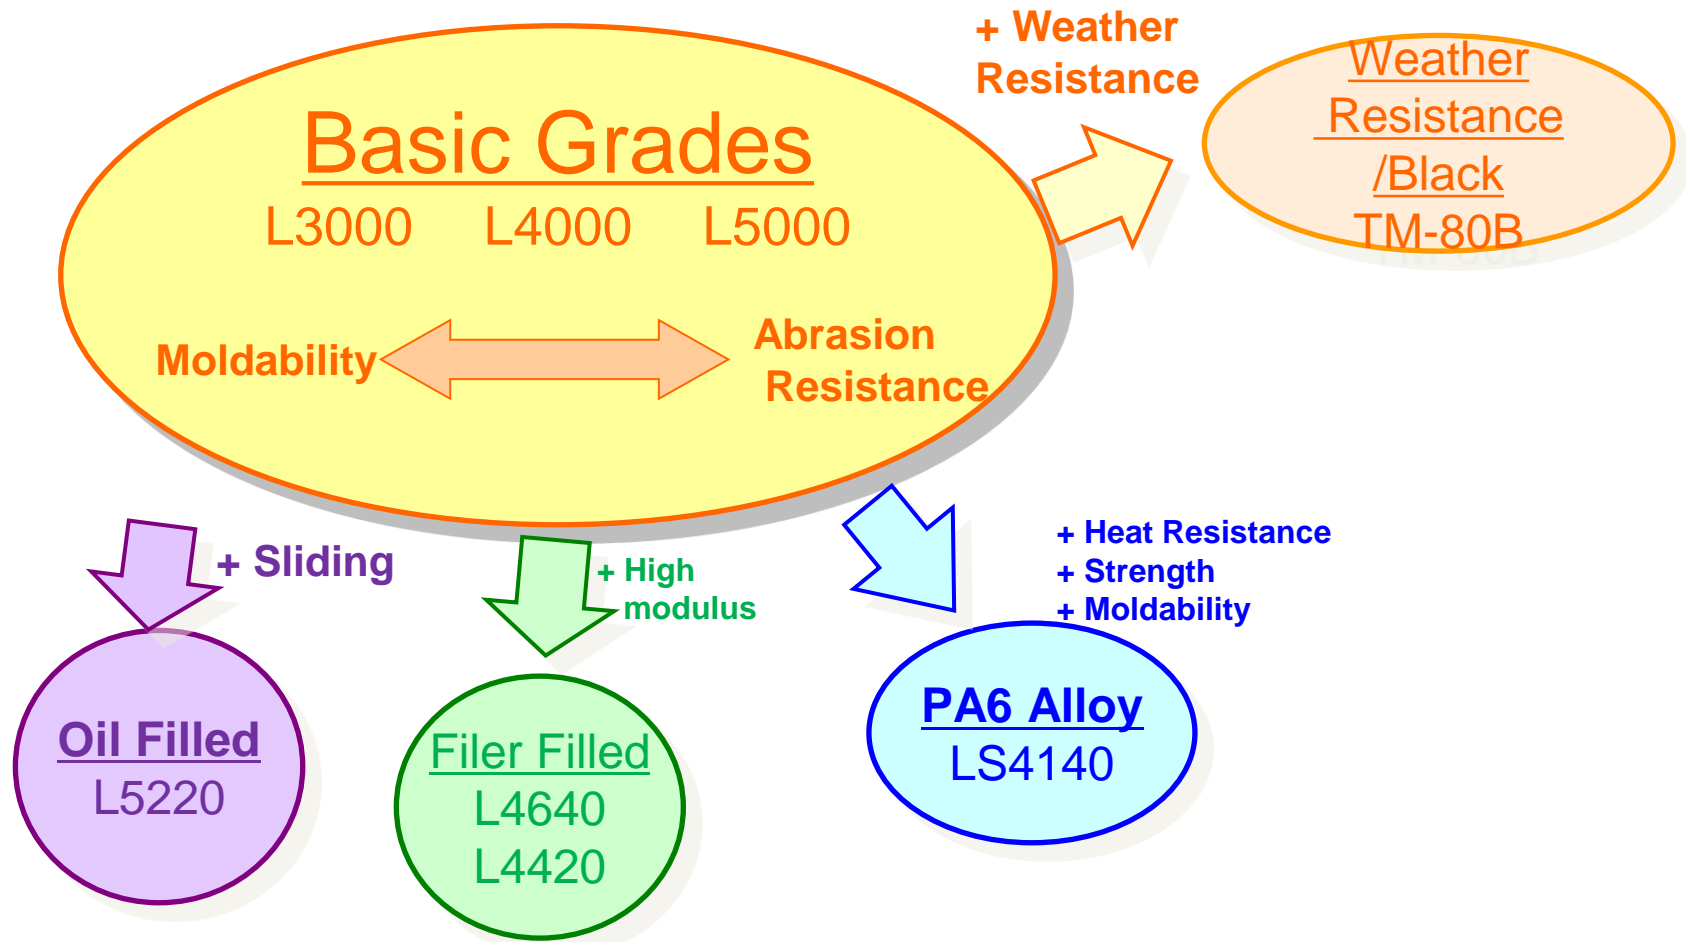 + Weather
Resistance
Weather
Resistance
/Black
TM-80B
Basic Grades
L3000 L4000 L5000
Moldability
Abrasion
Resistance
+ Sliding
+ High
modulus
+ Heat Resistance
+ Strength
+ Moldability
Oil Filled
L5220
Filer Filled
L4640
L4420
PA6 Alloy
LS4140